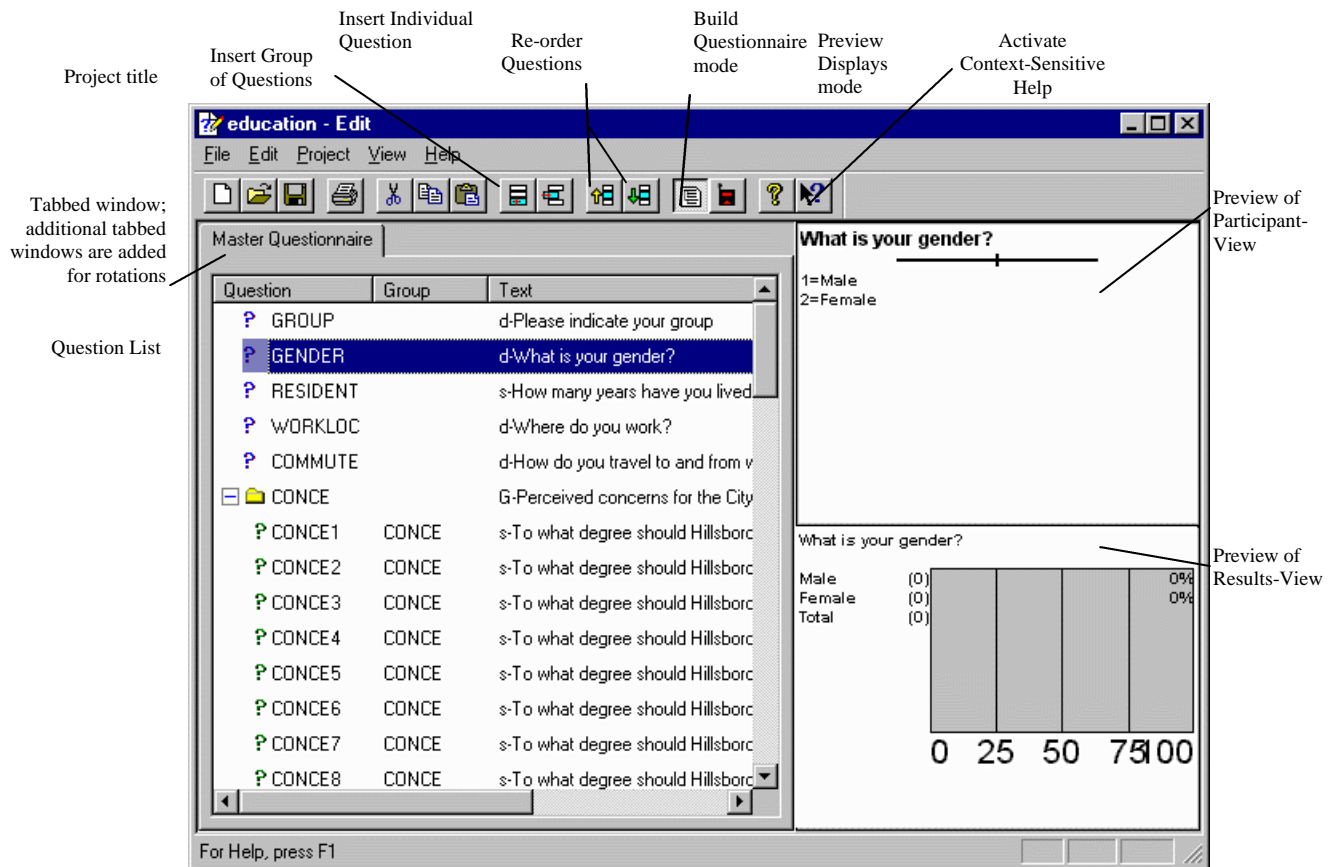 Insert Individual
Question
Build
Questionnaire
mode
Insert Group
of Questions
Re-order
Questions
Preview
Displays
mode
Activate
Context-Sensitive
Help
Project title
education - Edit
File Edit Project View Help
Tabbed window;
additional tabbed
windows are added
for rotations
Question List
Master Questionnaire
Question Group Text
GROUP d-Please indicate your group
GENDER d-What is your gender?
RESIDENT s-How many years have you lived
WORKLOC d-Where do you work?
COMMUTE d-How do you travel to and from w
CONCE G-Perceived concerns for the City
CONCE1 CONCE s-To what degree should Hillsborc
CONCE2 CONCE s-To what degree should Hillsborc
CONCE3 CONCE s-To what degree should Hillsborc
CONCE4 CONCE s-To what degree should Hillsborc
CONCE5 CONCE s-To what degree should Hillsborc
CONCE6 CONCE s-To what degree should Hillsborc
CONCE7 CONCE s-To what degree should Hillsborc
CONCE8 CONCE s-To what degree should Hillsborc
What is your gender?
1=Male
2=Female
Preview of
Participant-
View
What is your gender?
Male (0) 0%
Female (0) 0%
Total (0)
0 25 50 75 100
Preview of
Results-View
For Help, press F1